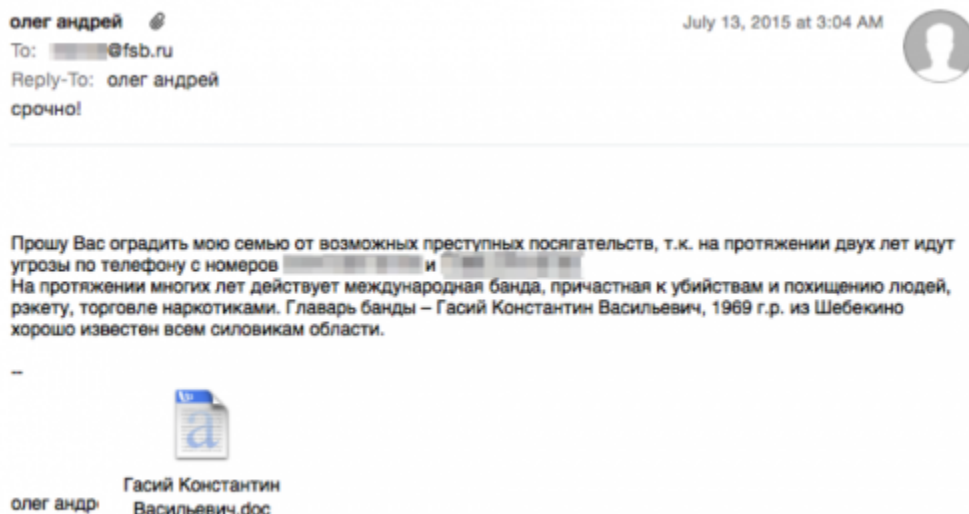 олег андрей
July 13, 2015 at 3:04 AM
To: @fsb.ru
Reply-To: олег андрей
срочно!
Прошу Вас оградить мою семью от возможных преступных посягательств, т.к. на протяжении двух лет идут
угрозы по телефону с номеров и
На протяжении многих лет действует международная банда, причастная к убийствам и похищению людей,
рэкету, торговле наркотиками. Главарь банды – Гасий Константин Васильевич, 1969 г.р. из Шебекино
хорошо известен всем силовикам области.
--
a
Гасий Константин
Васильевич.doc
олег андр